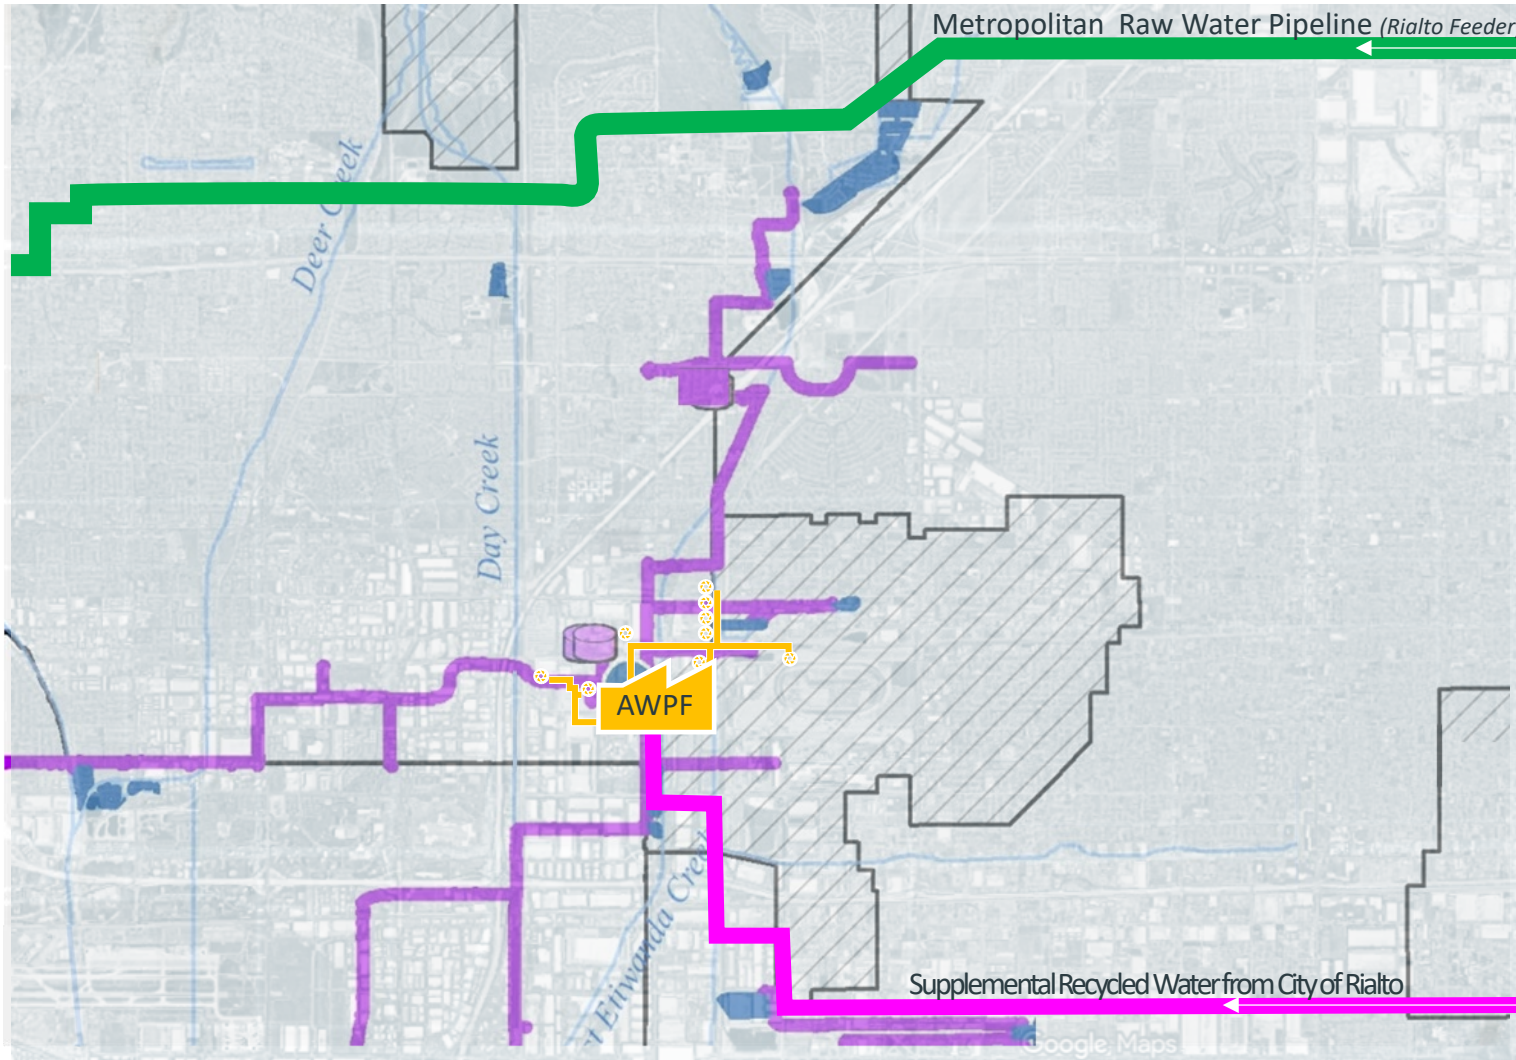 Metropolitan Raw Water Pipeline (Rialto Feeder
Deer Creek
Day Creek
AWPF
Etiwanda Creek
Supplemental Recycled Water from City of Rialto
Google, Maps